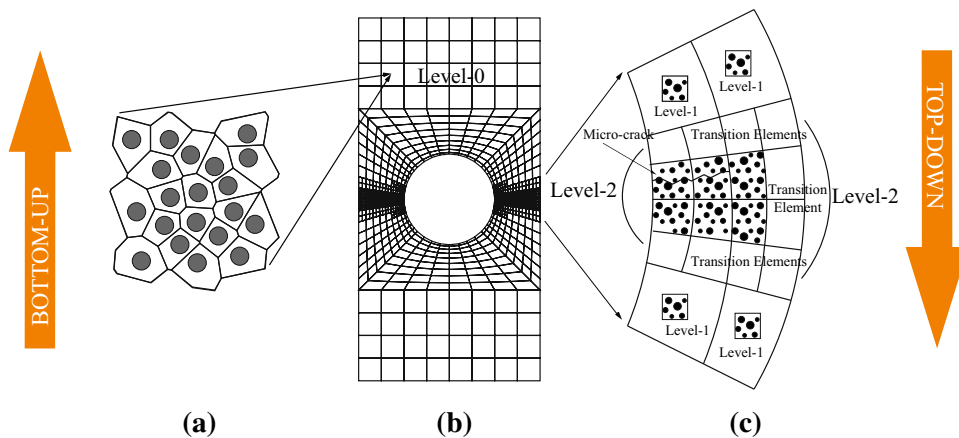 BOTTOM-UP
Level-0
Level-1
Level-1
Micro-crack
Transition Elements
Level-2
Transition
Element
Level-2
Transition Elements
Level-1
Level-1
TOP-DOWN
(a)
(b)
(c)